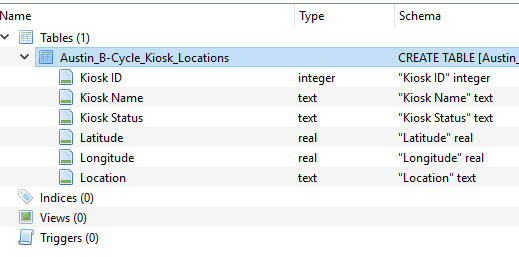 Name Type Schema
Tables (1)
Austin_B-Cycle_Kiosk_Locations CREATE TABLE [Austin_
Kiosk ID integer "Kiosk ID" integer
Kiosk Name text "Kiosk Name" text
Kiosk Status text "Kiosk Status" text
Latitude real "Latitude" real
Longitude real "Longitude" real
Location text "Location" text
Indices (0)
Views (0)
Triggers (0)